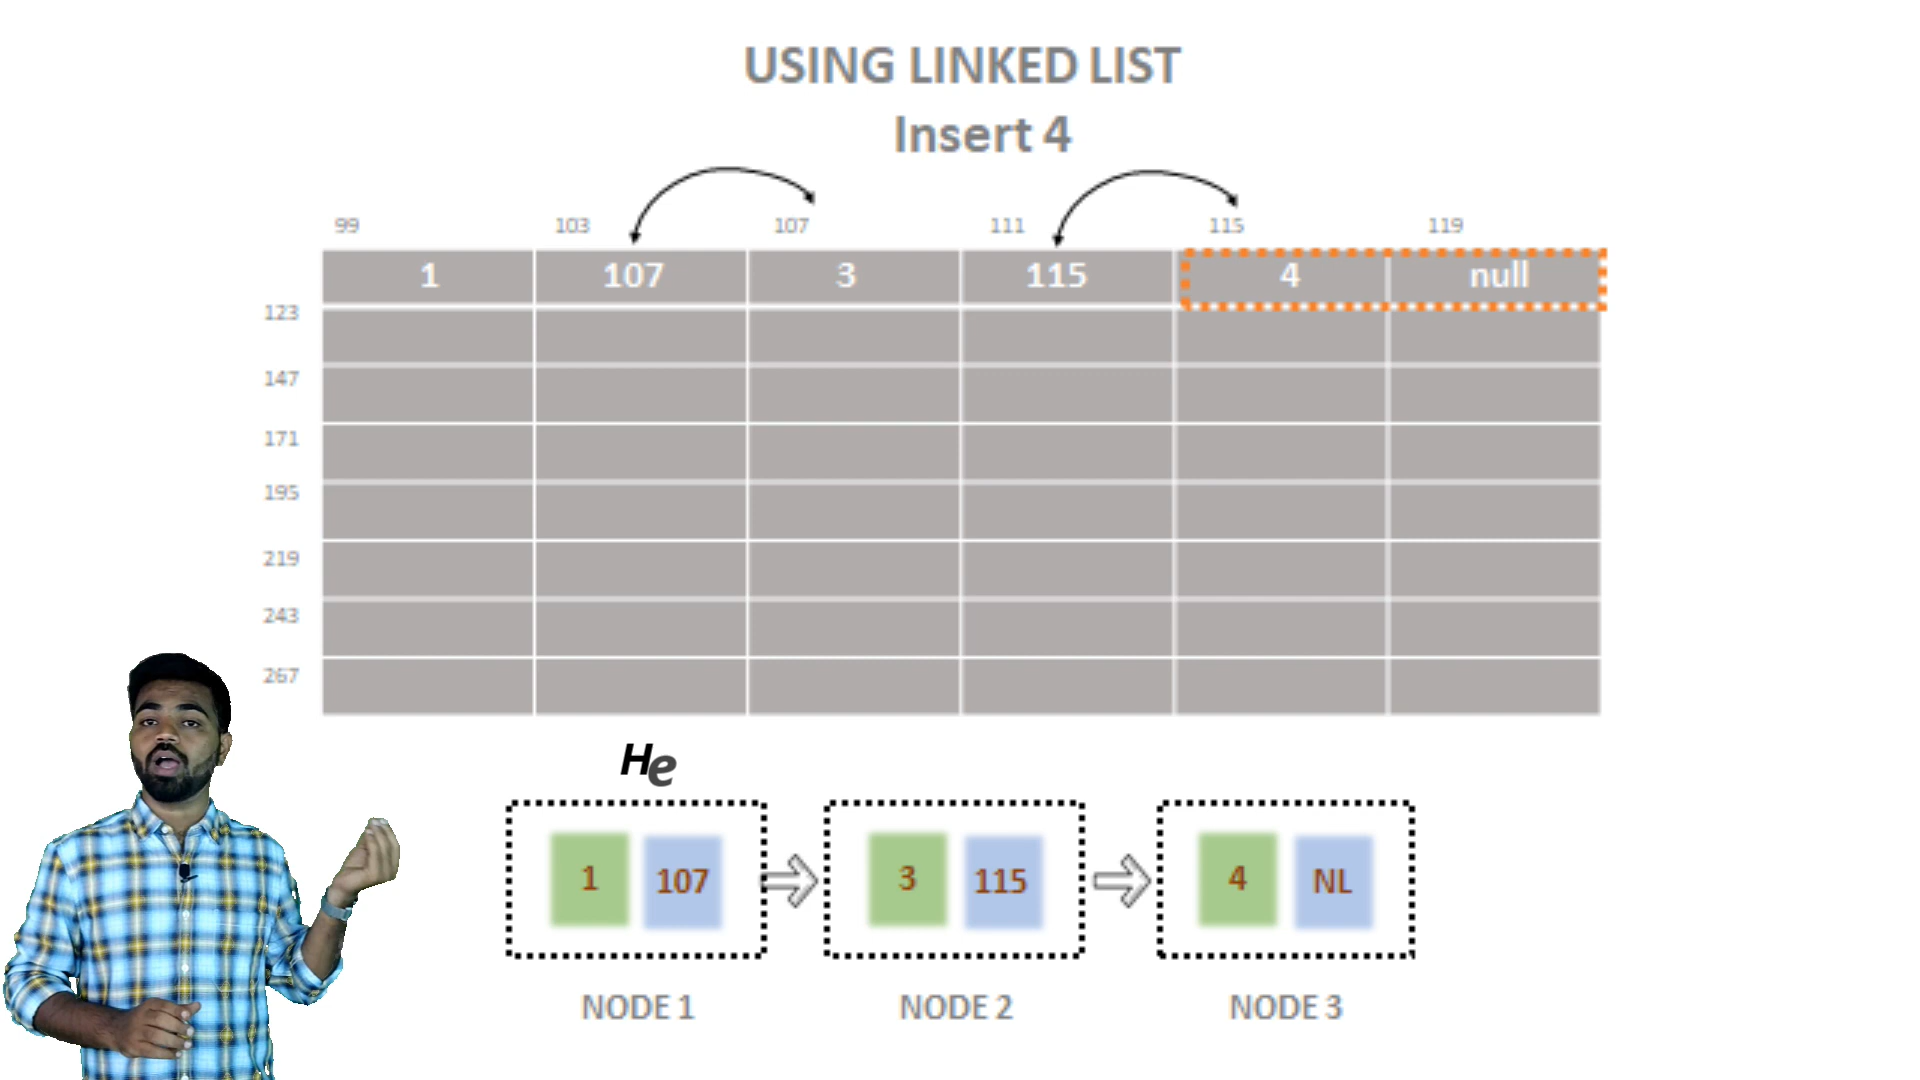 USING LINKED LIST
Insert 4
99 103 107 111 115 119
1 107 3 115 4 null
123
147
171
195
219
243
267
He
1 107 3 115 4 NL
NODE 1 NODE 2 NODE 3